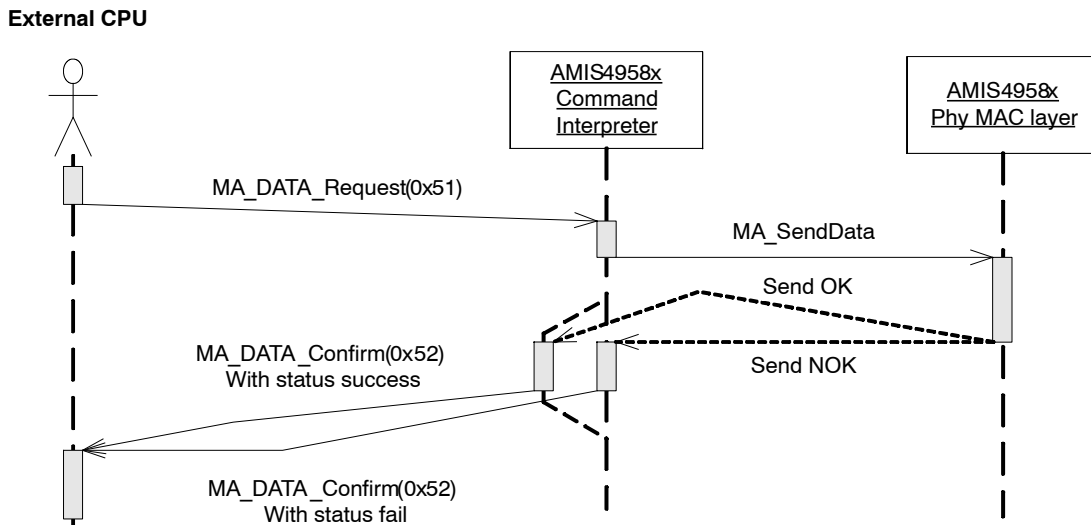 External CPU
AMIS4958x
Command
Interpreter
AMIS4958x
Phy MAC layer
MA_DATA_Request(0x51)
MA_SendData
Send OK
MA_DATA_Confirm(0x52)
With status success
Send NOK
MA_DATA_Confirm(0x52)
With status fail